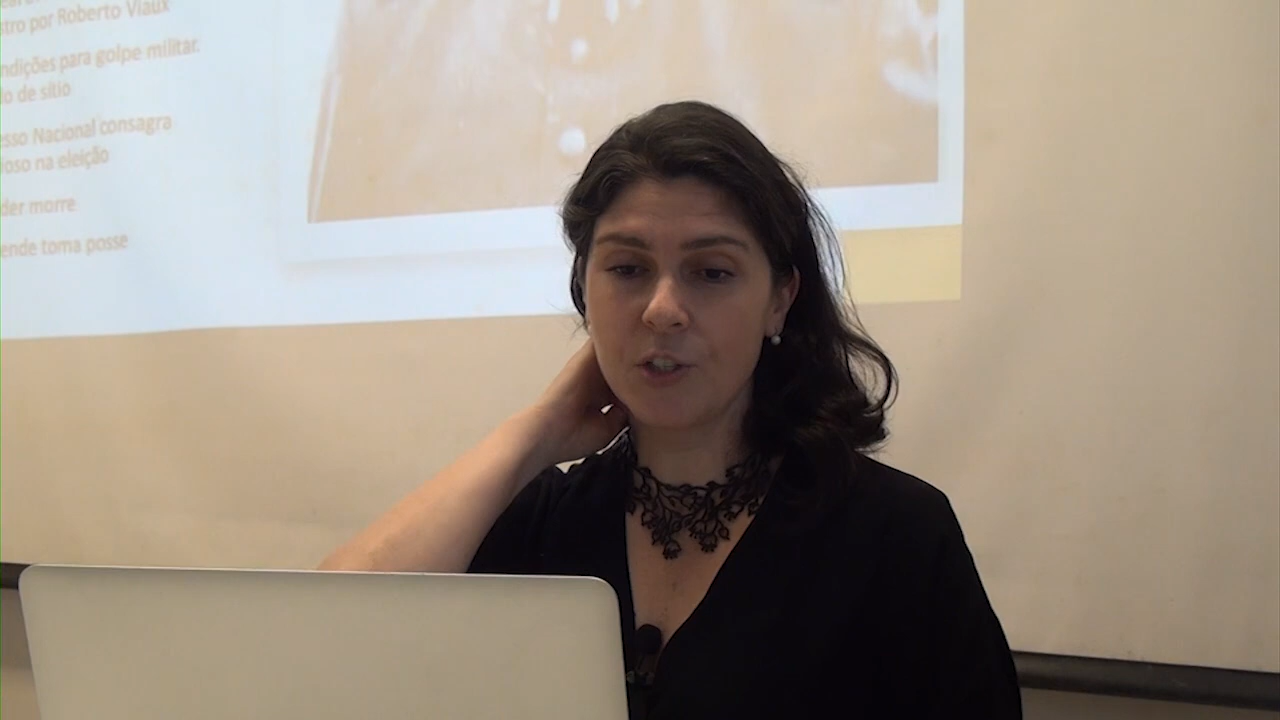 stro por Roberto Viaux
ndições para golpe militar.
o de sítio
esso Nacional consagra
ioso na eleição
der morre
ende toma posse